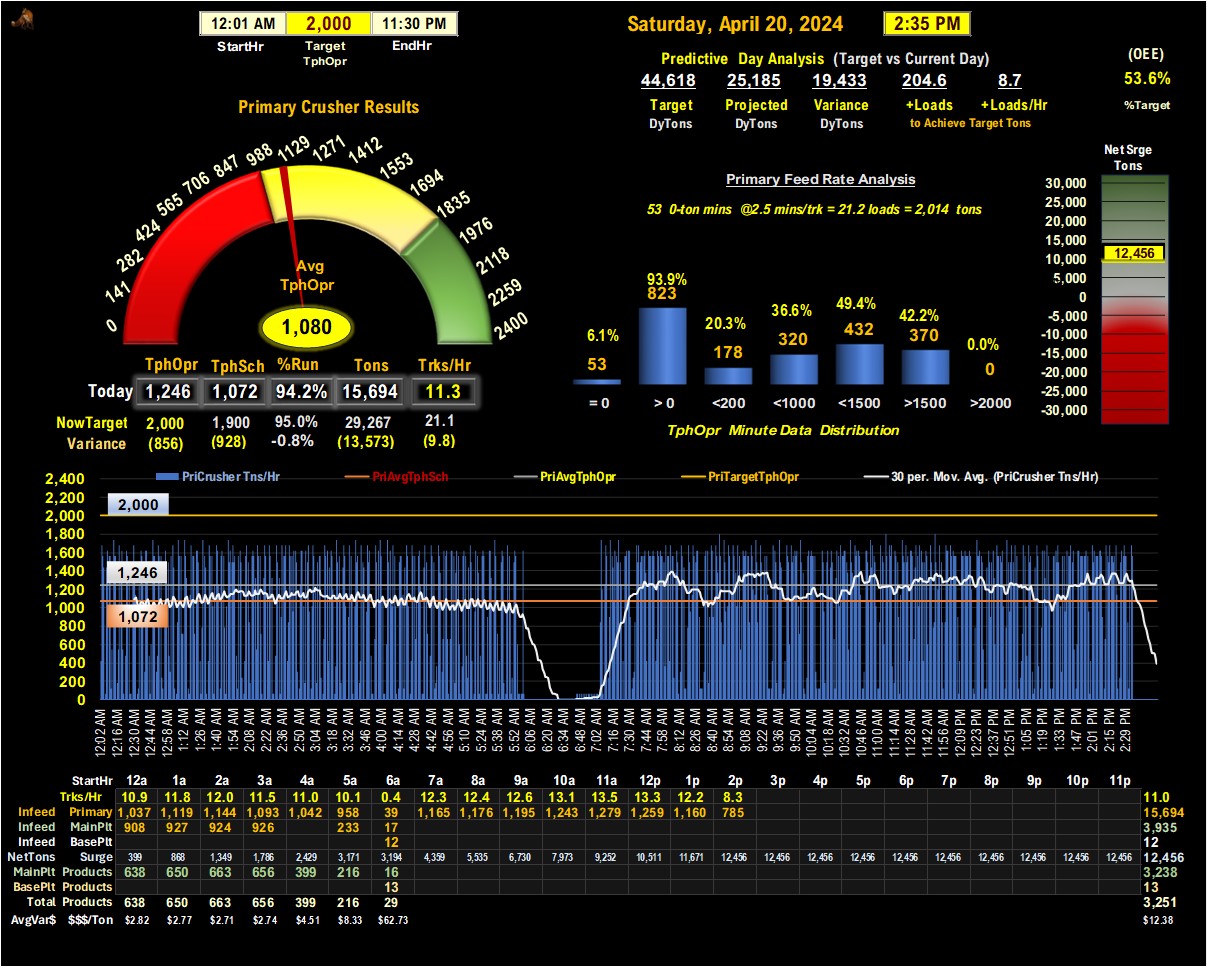 12:01 AM 2,000 11:30 PM
StartHr Target TphOpr EndHr
Saturday, April 20, 2024 2:35 PM
Predictive Day Analysis (Target vs Current Day)
44,618 25,185 19,433 204.6 8.7
Target Projected Variance +Loads +Loads/Hr
DyTons DyTons DyTons to Achieve Target Tons
(OEE)
53.6%
%Target
Primary Crusher Results
0 141 282 424 565 706 847 988 1129 1271 1412 1553 1694 1835 1976 2118 2259 2400
Avg
TphOpr
1,080
TphOpr TphSch %Run Tons Trks/Hr
Today 1,246 1,072 94.2% 15,694 11.3
NowTarget 2,000 1,900 95.0% 29,267 21.1
Variance (856) (928) -0.8% (13,573) (9.8)
Primary Feed Rate Analysis
53 0-ton mins @2.5 mins/trk = 21.2 loads = 2,014 tons
6.1% 93.9% 20.3% 36.6% 49.4% 42.2% 0.0%
53 823 178 320 432 370 0
= 0 > 0 <200 <1000 <1500 >1500 >2000
TphOpr Minute Data Distribution
Net Srge
Tons
30,000
25,000
20,000
15,000
12,456
10,000
5,000
0
-5,000
-10,000
-15,000
-20,000
-25,000
-30,000
PriCrusher Tns/Hr PriAvgTphSch PriAvgTphOpr PriTargetTphOpr 30 per. Mov. Avg. (PriCrusher Tns/Hr)
2,400
2,200
2,000
1,800
1,600
1,400
1,200
1,000
800
600
400
200
0
2,000
1,246
1,072
12:02 AM 12:16 AM 12:30 AM 12:44 AM 12:58 AM 1:12 AM 1:26 AM 1:40 AM 1:54 AM 2:08 AM 2:22 AM 2:36 AM 2:50 AM 3:04 AM 3:18 AM 3:32 AM 3:46 AM 4:00 AM 4:14 AM 4:28 AM 4:42 AM 4:56 AM 5:10 AM 5:24 AM 5:38 AM 5:52 AM 6:06 AM 6:20 AM 6:34 AM 6:48 AM 7:02 AM 7:16 AM 7:30 AM 7:44 AM 7:58 AM 8:12 AM 8:26 AM 8:40 AM 8:54 AM 9:08 AM 9:22 AM 9:36 AM 9:50 AM 10:04 AM 10:18 AM 10:32 AM 10:46 AM 11:00 AM 11:14 AM 11:28 AM 11:42 AM 11:56 AM 12:09 PM 12:23 PM 12:37 PM 12:51 PM 1:05 PM 1:19 PM 1:33 PM 1:47 PM 2:01 PM 2:15 PM 2:29 PM
StartHr 12a 1a 2a 3a 4a 5a 6a 7a 8a 9a 10a 11a 12p 1p 2p 3p 4p 5p 6p 7p 8p 9p 10p 11p
Trks/Hr 10.9 11.8 12.0 11.5 11.0 10.1 0.4 12.3 12.4 12.6 13.1 13.5 13.3 12.2 8.3 11.0
Infeed Primary 1,037 1,119 1,144 1,093 1,042 958 39 1,165 1,176 1,195 1,243 1,279 1,259 1,160 785 15,694
Infeed MainPlt 908 927 924 926 233 17 3,935
Infeed BasePlt 12 12
NetTons Surge 399 868 1,349 1,786 2,429 3,171 3,194 4,359 5,535 6,730 7,973 9,252 10,511 11,671 12,456 12,456 12,456 12,456 12,456 12,456 12,456 12,456 12,456 12,456 12,456
MainPlt Products 638 650 663 656 399 216 16 3,238
BasePlt Products 13 13
Total Products 638 650 663 656 399 216 29 3,251
AvgVar$ $$$/Ton $2.82 $2.77 $2.71 $2.74 $4.51 $8.33 $62.73 $12.38